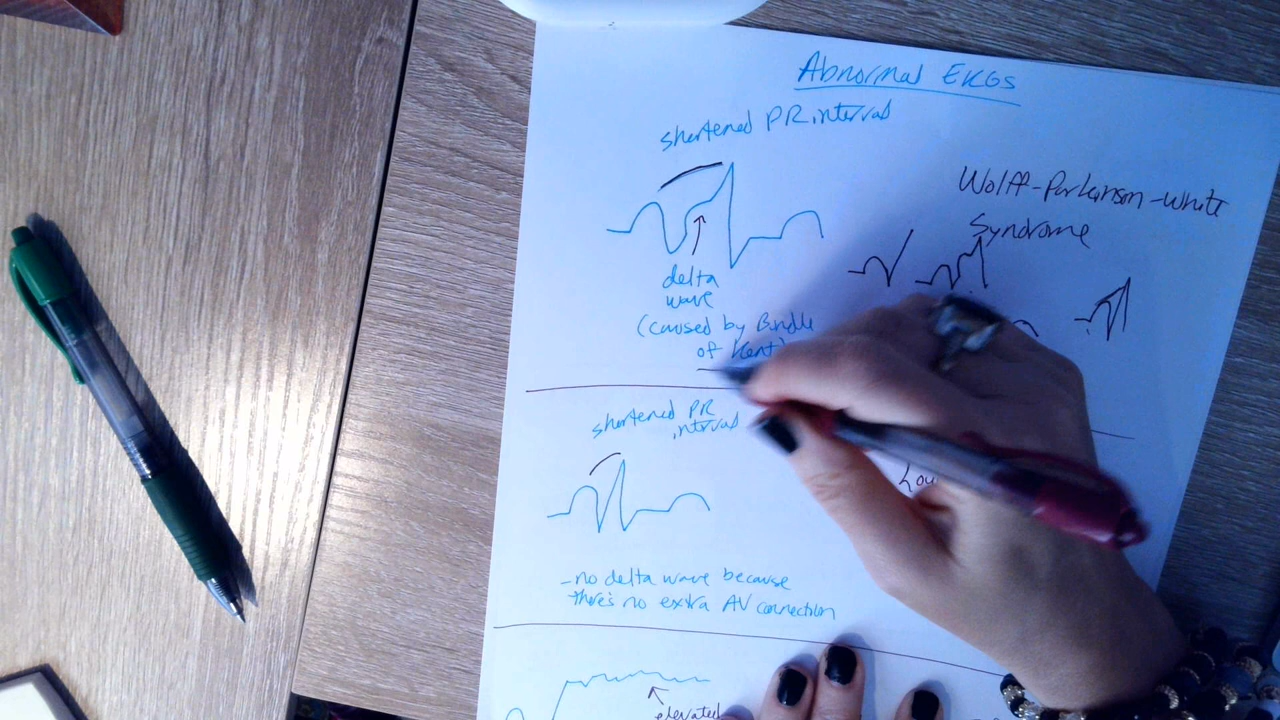 Abnormal EKGs
shortened PR interval
Wolff-Parkinson-White
Syndrome
delta
wave
(caused by Bundle
of Kent)
shortened PR
interval
-no delta wave because
there's no extra AV connection
elevated